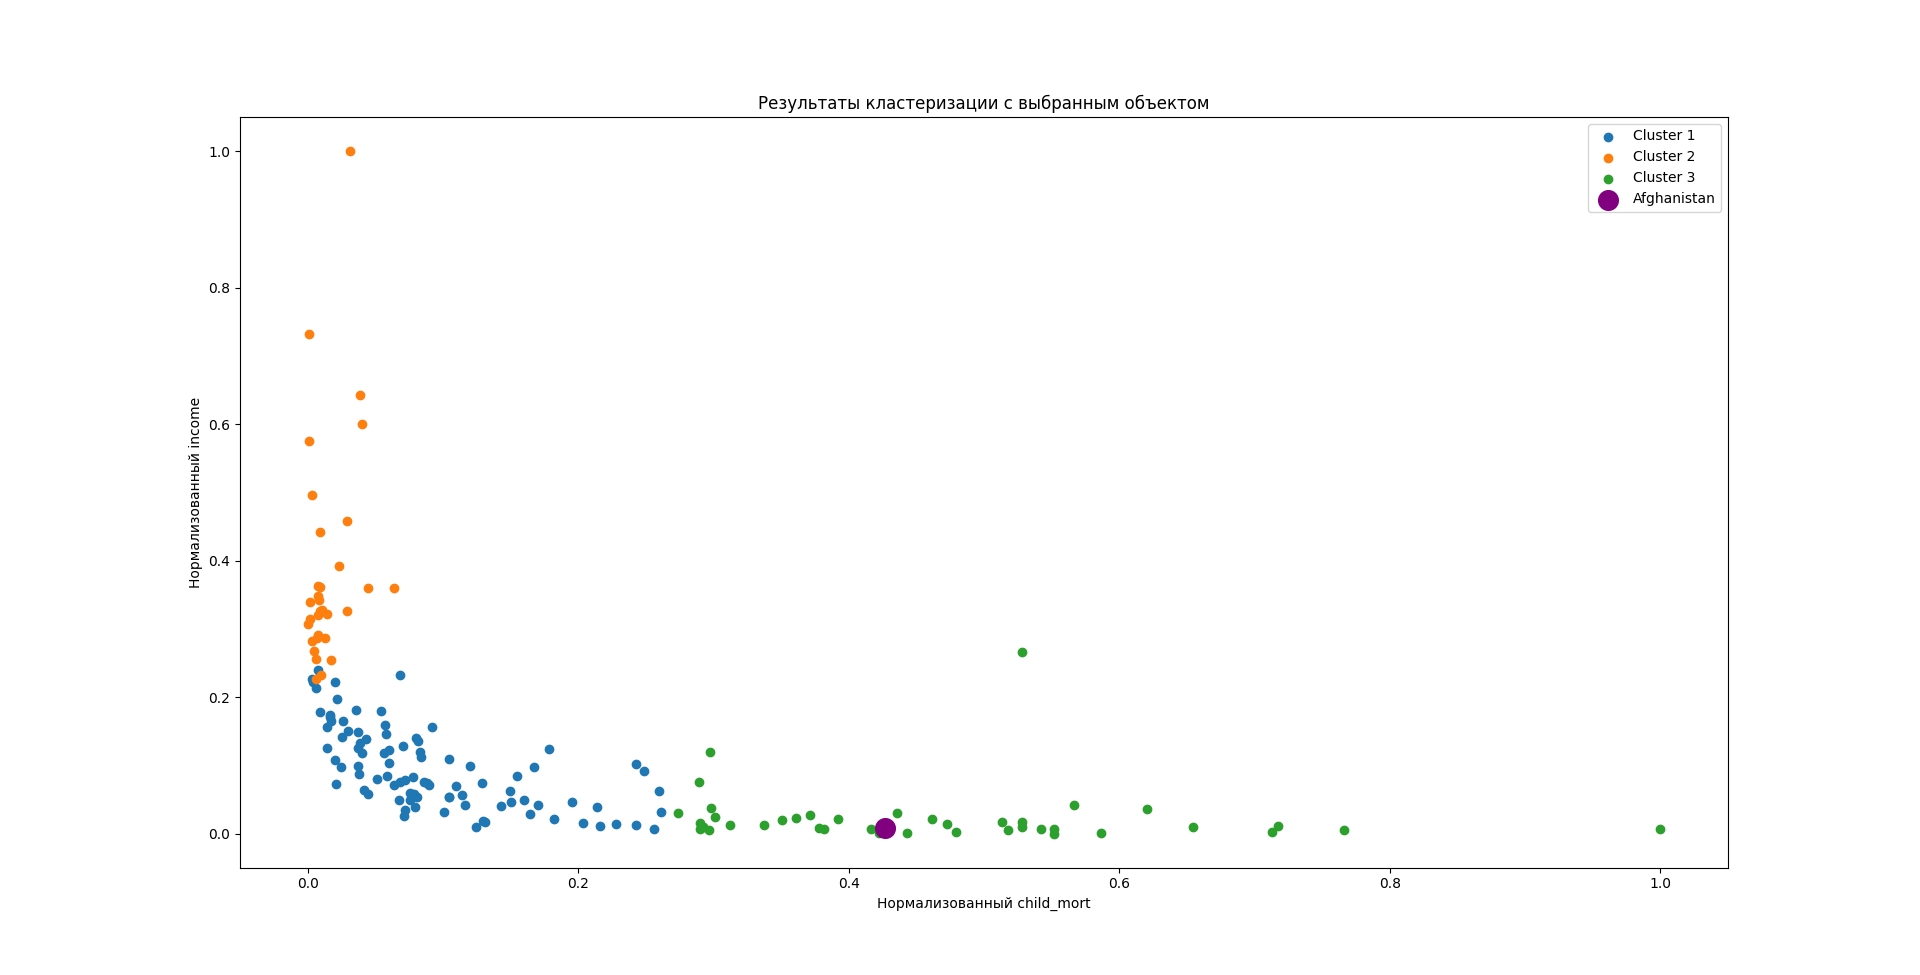 Результаты кластеризации с выбранным объектом
Cluster 1
Cluster 2
Cluster 3
Afghanistan
Нормализованный income
1.0
0.8
0.6
0.4
0.2
0.0
0.0 0.2 0.4 0.6 0.8 1.0
Нормализованный child_mort